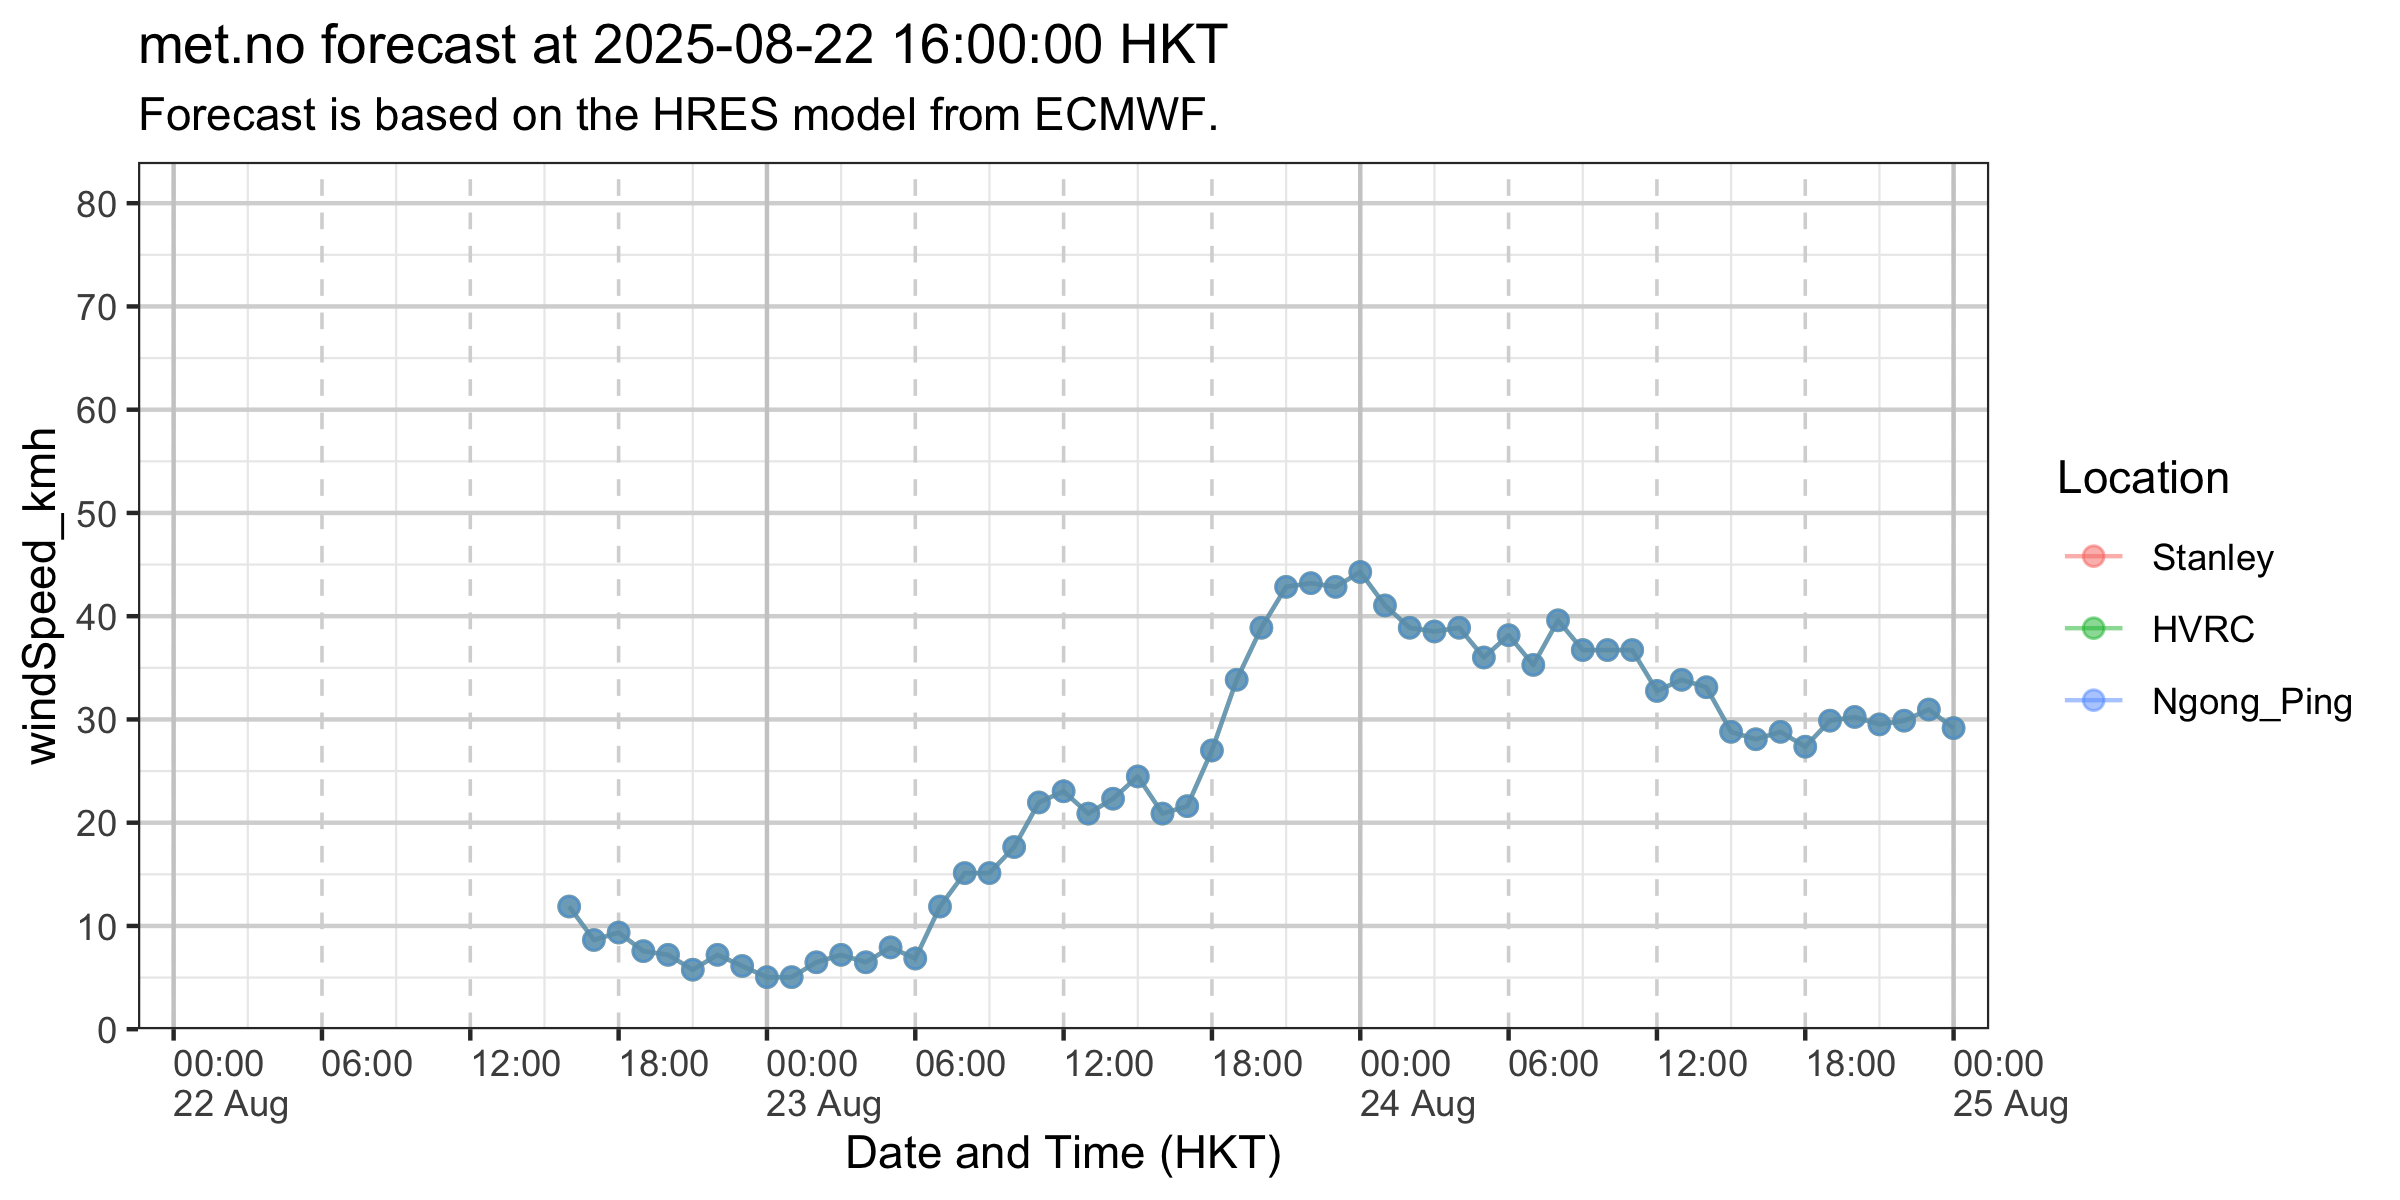 met.no forecast at 2025-08-22 16:00:00 HKT
Forecast is based on the HRES model from ECMWF.
windSpeed_kmh
80
70
60
50
40
30
20
10
0
00:00 06:00 12:00 18:00 00:00 06:00 12:00 18:00 00:00 06:00 12:00 18:00 00:00
22 Aug 23 Aug 24 Aug 25 Aug
Date and Time (HKT)
Location
Stanley
HVRC
Ngong_Ping